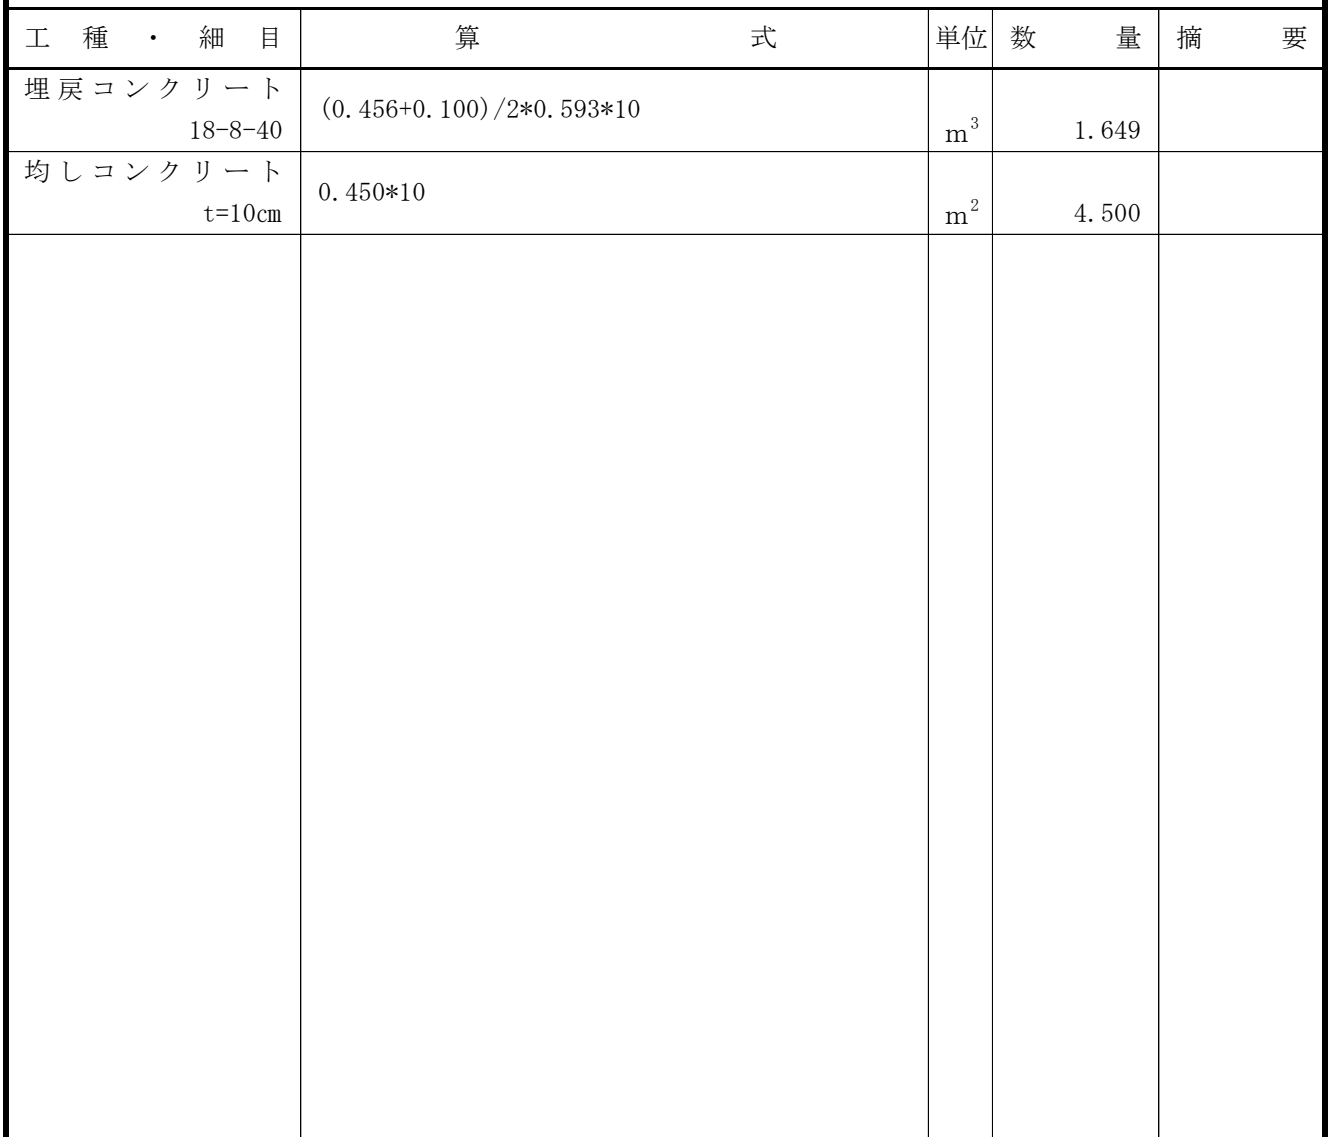 工種・細目 算式 単位 数量 摘要
埋戻コンクリート
(0.456+0.100)/2*0.593*10
18-8-40 m³ 1.649
均しコンクリート
0.450*10
t=10cm m² 4.500